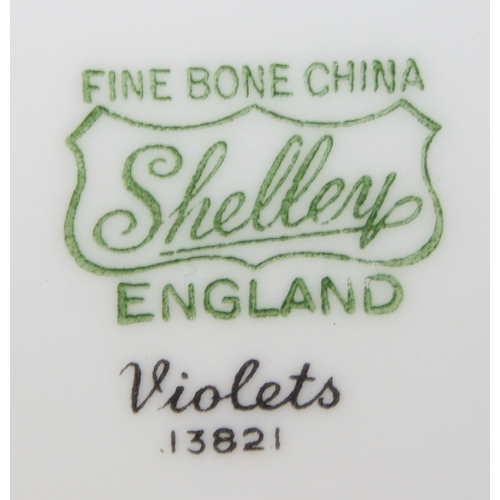 FINE BONE CHINA
Shelley
ENGLAND
Violets
13821